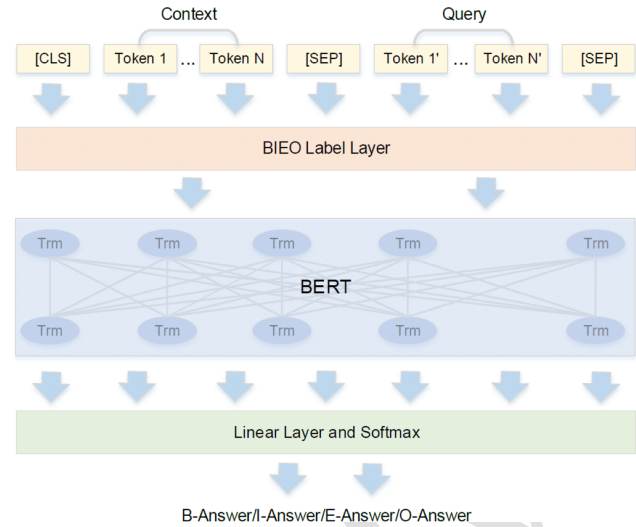 Context Query
[CLS] Token 1 ... Token N [SEP] Token 1' ... Token N' [SEP]
BIEO Label Layer
Trm Trm Trm Trm Trm
BERT
Trm Trm Trm Trm Trm
Linear Layer and Softmax
B-Answer/I-Answer/E-Answer/O-Answer